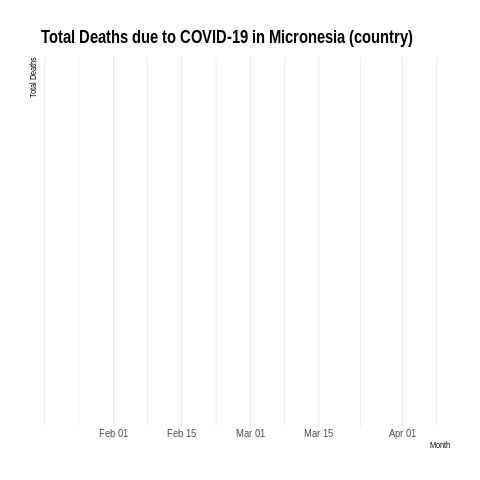 Total Deaths due to COVID-19 in Micronesia (country)
Total Deaths
Feb 01
Feb 15
Mar 01
Mar 15
Apr 01
Month